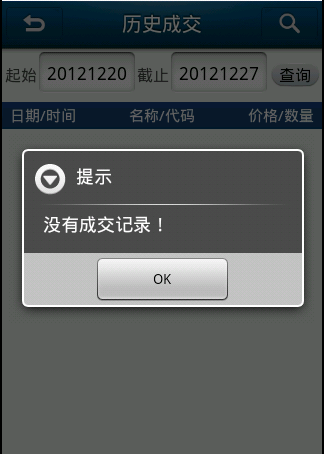 历史成交
起始 20121220 截止 20121227 查询
日期/时间 名称/代码 价格/数量
提示
没有成交记录！
OK